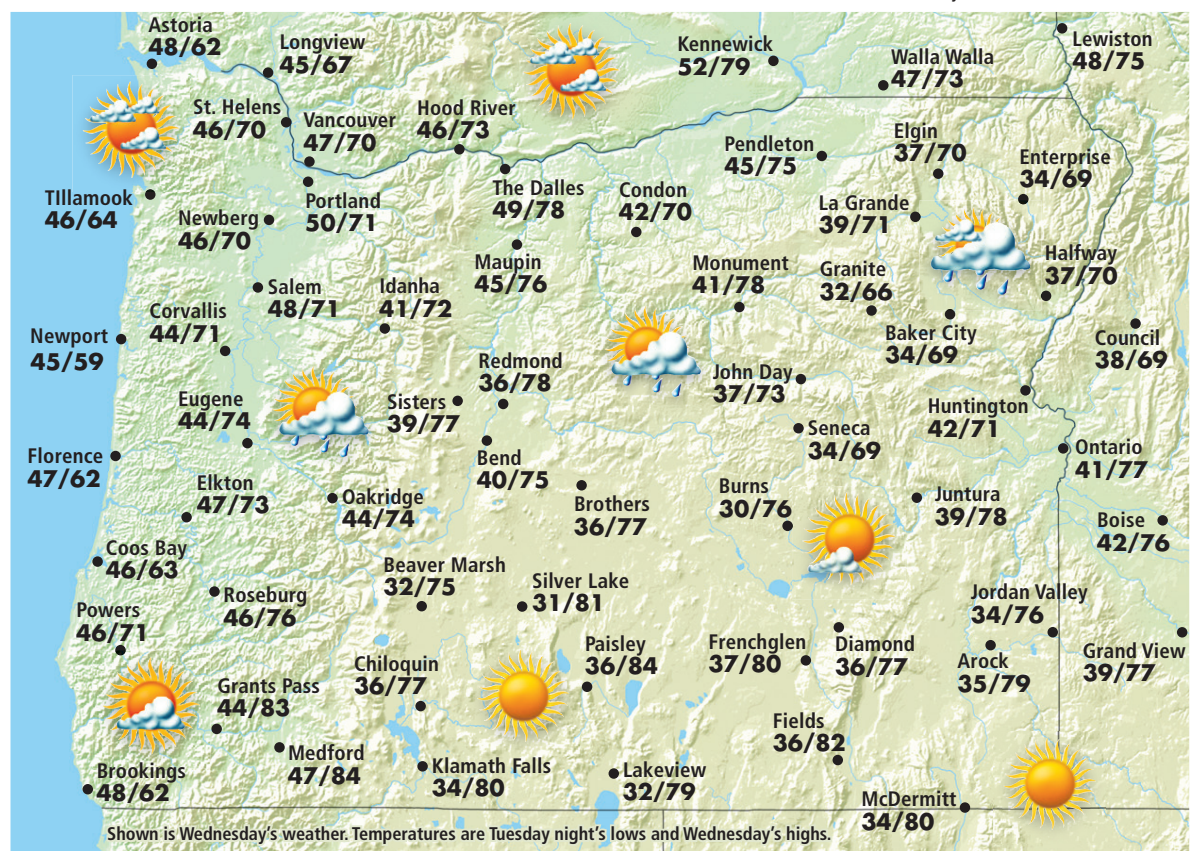 Astoria
48/62
Longview
45/67
Kennewick
52/79
Walla Walla
47/73
Lewiston
48/75
St. Helens
46/70
Vancouver
47/70
Hood River
46/73
Pendleton
45/75
Elgin
37/70
Enterprise
34/69
TIllamook
46/64
Newberg
46/70
Portland
50/71
The Dalles
49/78
Condon
42/70
La Grande
39/71
Maupin
45/76
Monument
41/78
Granite
32/66
Halfway
37/70
Salem
48/71
Idanha
41/72
Corvallis
44/71
Newport
45/59
Baker City
34/69
Council
38/69
Redmond
36/78
John Day
37/73
Eugene
44/74
Sisters
39/77
Huntington
42/71
Seneca
34/69
Florence
47/62
Bend
40/75
Ontario
41/77
Elkton
47/73
Oakridge
44/74
Brothers
36/77
Burns
30/76
Juntura
39/78
Boise
42/76
Coos Bay
46/63
Beaver Marsh
32/75
Silver Lake
31/81
Roseburg
46/76
Jordan Valley
34/76
Powers
46/71
Paisley
36/84
Frenchglen
37/80
Diamond
36/77
Arock
35/79
Grand View
39/77
Chiloquin
36/77
Grants Pass
44/83
Fields
36/82
Medford
47/84
Klamath Falls
34/80
Lakeview
32/79
Brookings
48/62
McDermitt
34/80
Shown is Wednesday's weather. Temperatures are Tuesday night's lows and Wednesday's highs.